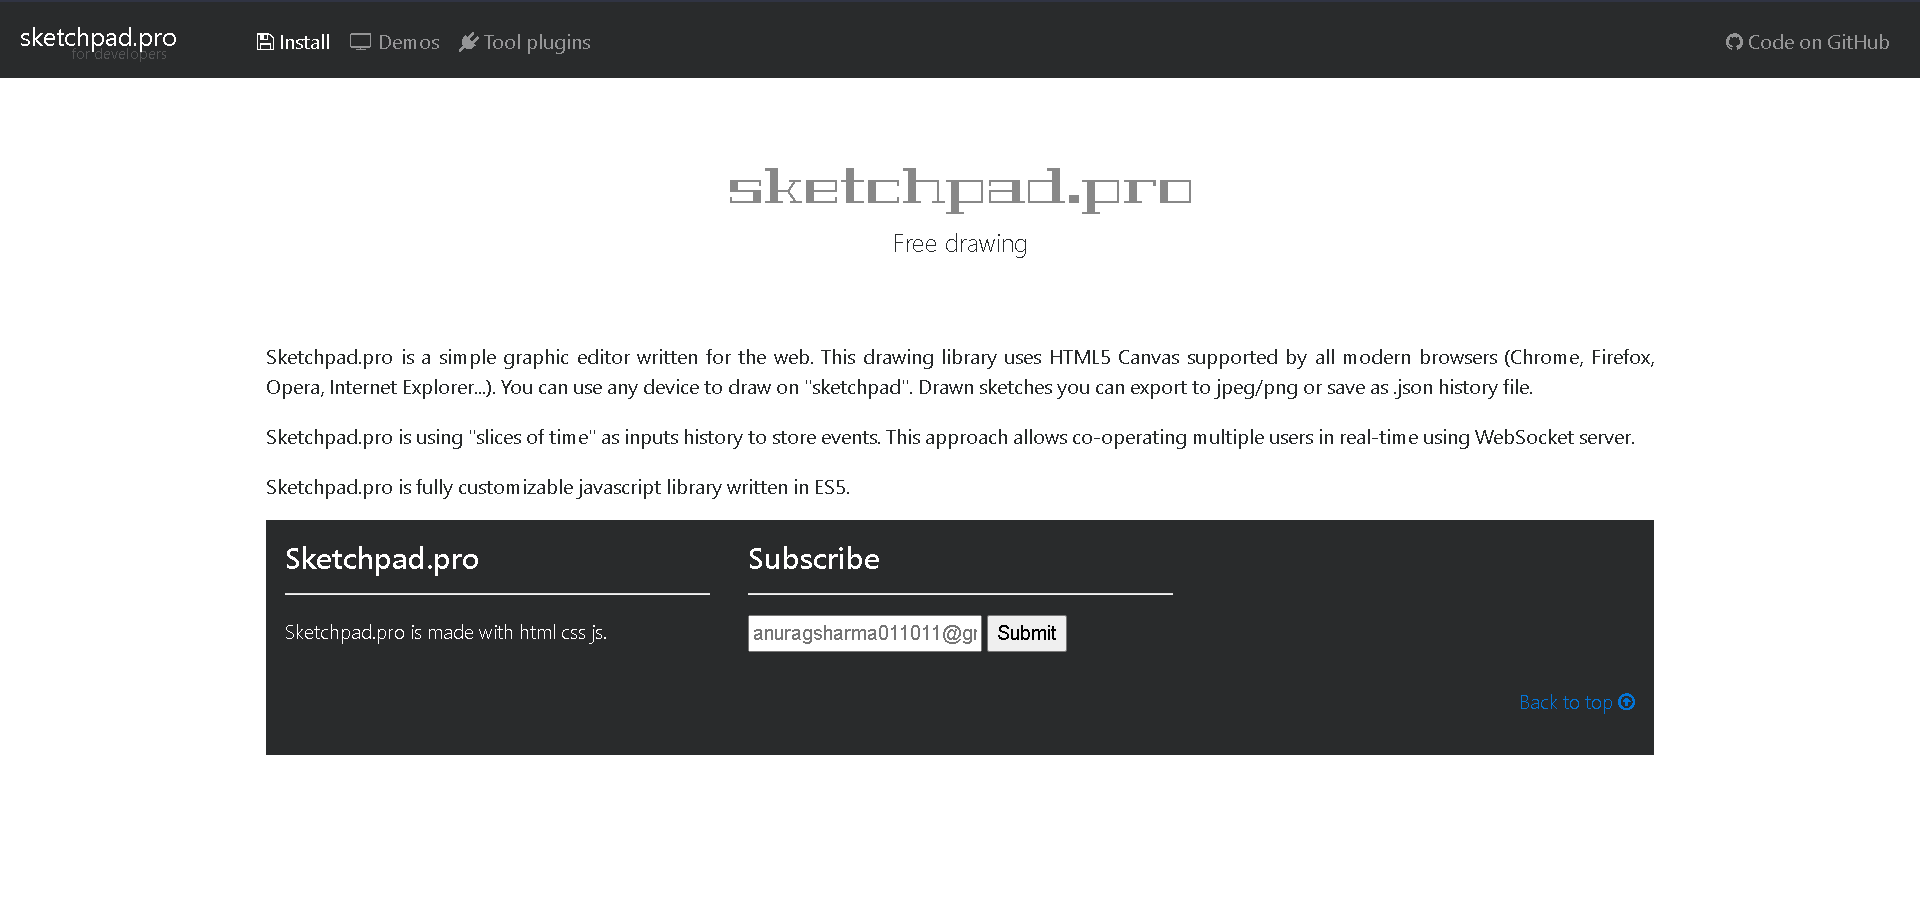 sketchpad.pro
for developers
Install
Demos
Tool plugins
Code on GitHub
sketchpad.pro
Free drawing
Sketchpad.pro is a simple graphic editor written for the web. This drawing library uses HTML5 Canvas supported by all modern browsers (Chrome, Firefox,
Opera, Internet Explorer...). You can use any device to draw on "sketchpad". Drawn sketches you can export to jpeg/png or save as .json history file.
Sketchpad.pro is using "slices of time" as inputs history to store events. This approach allows co-operating multiple users in real-time using WebSocket server.
Sketchpad.pro is fully customizable javascript library written in ES5.
Sketchpad.pro
Sketchpad.pro is made with html css js.
Subscribe
anuragsharma011011@gr
Submit
Back to top